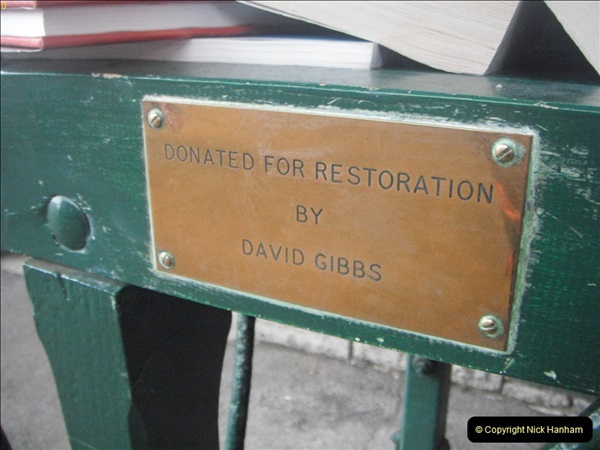 DONATED FOR RESTORATION
BY
DAVID GIBBS
© Copyright Nick Hanham